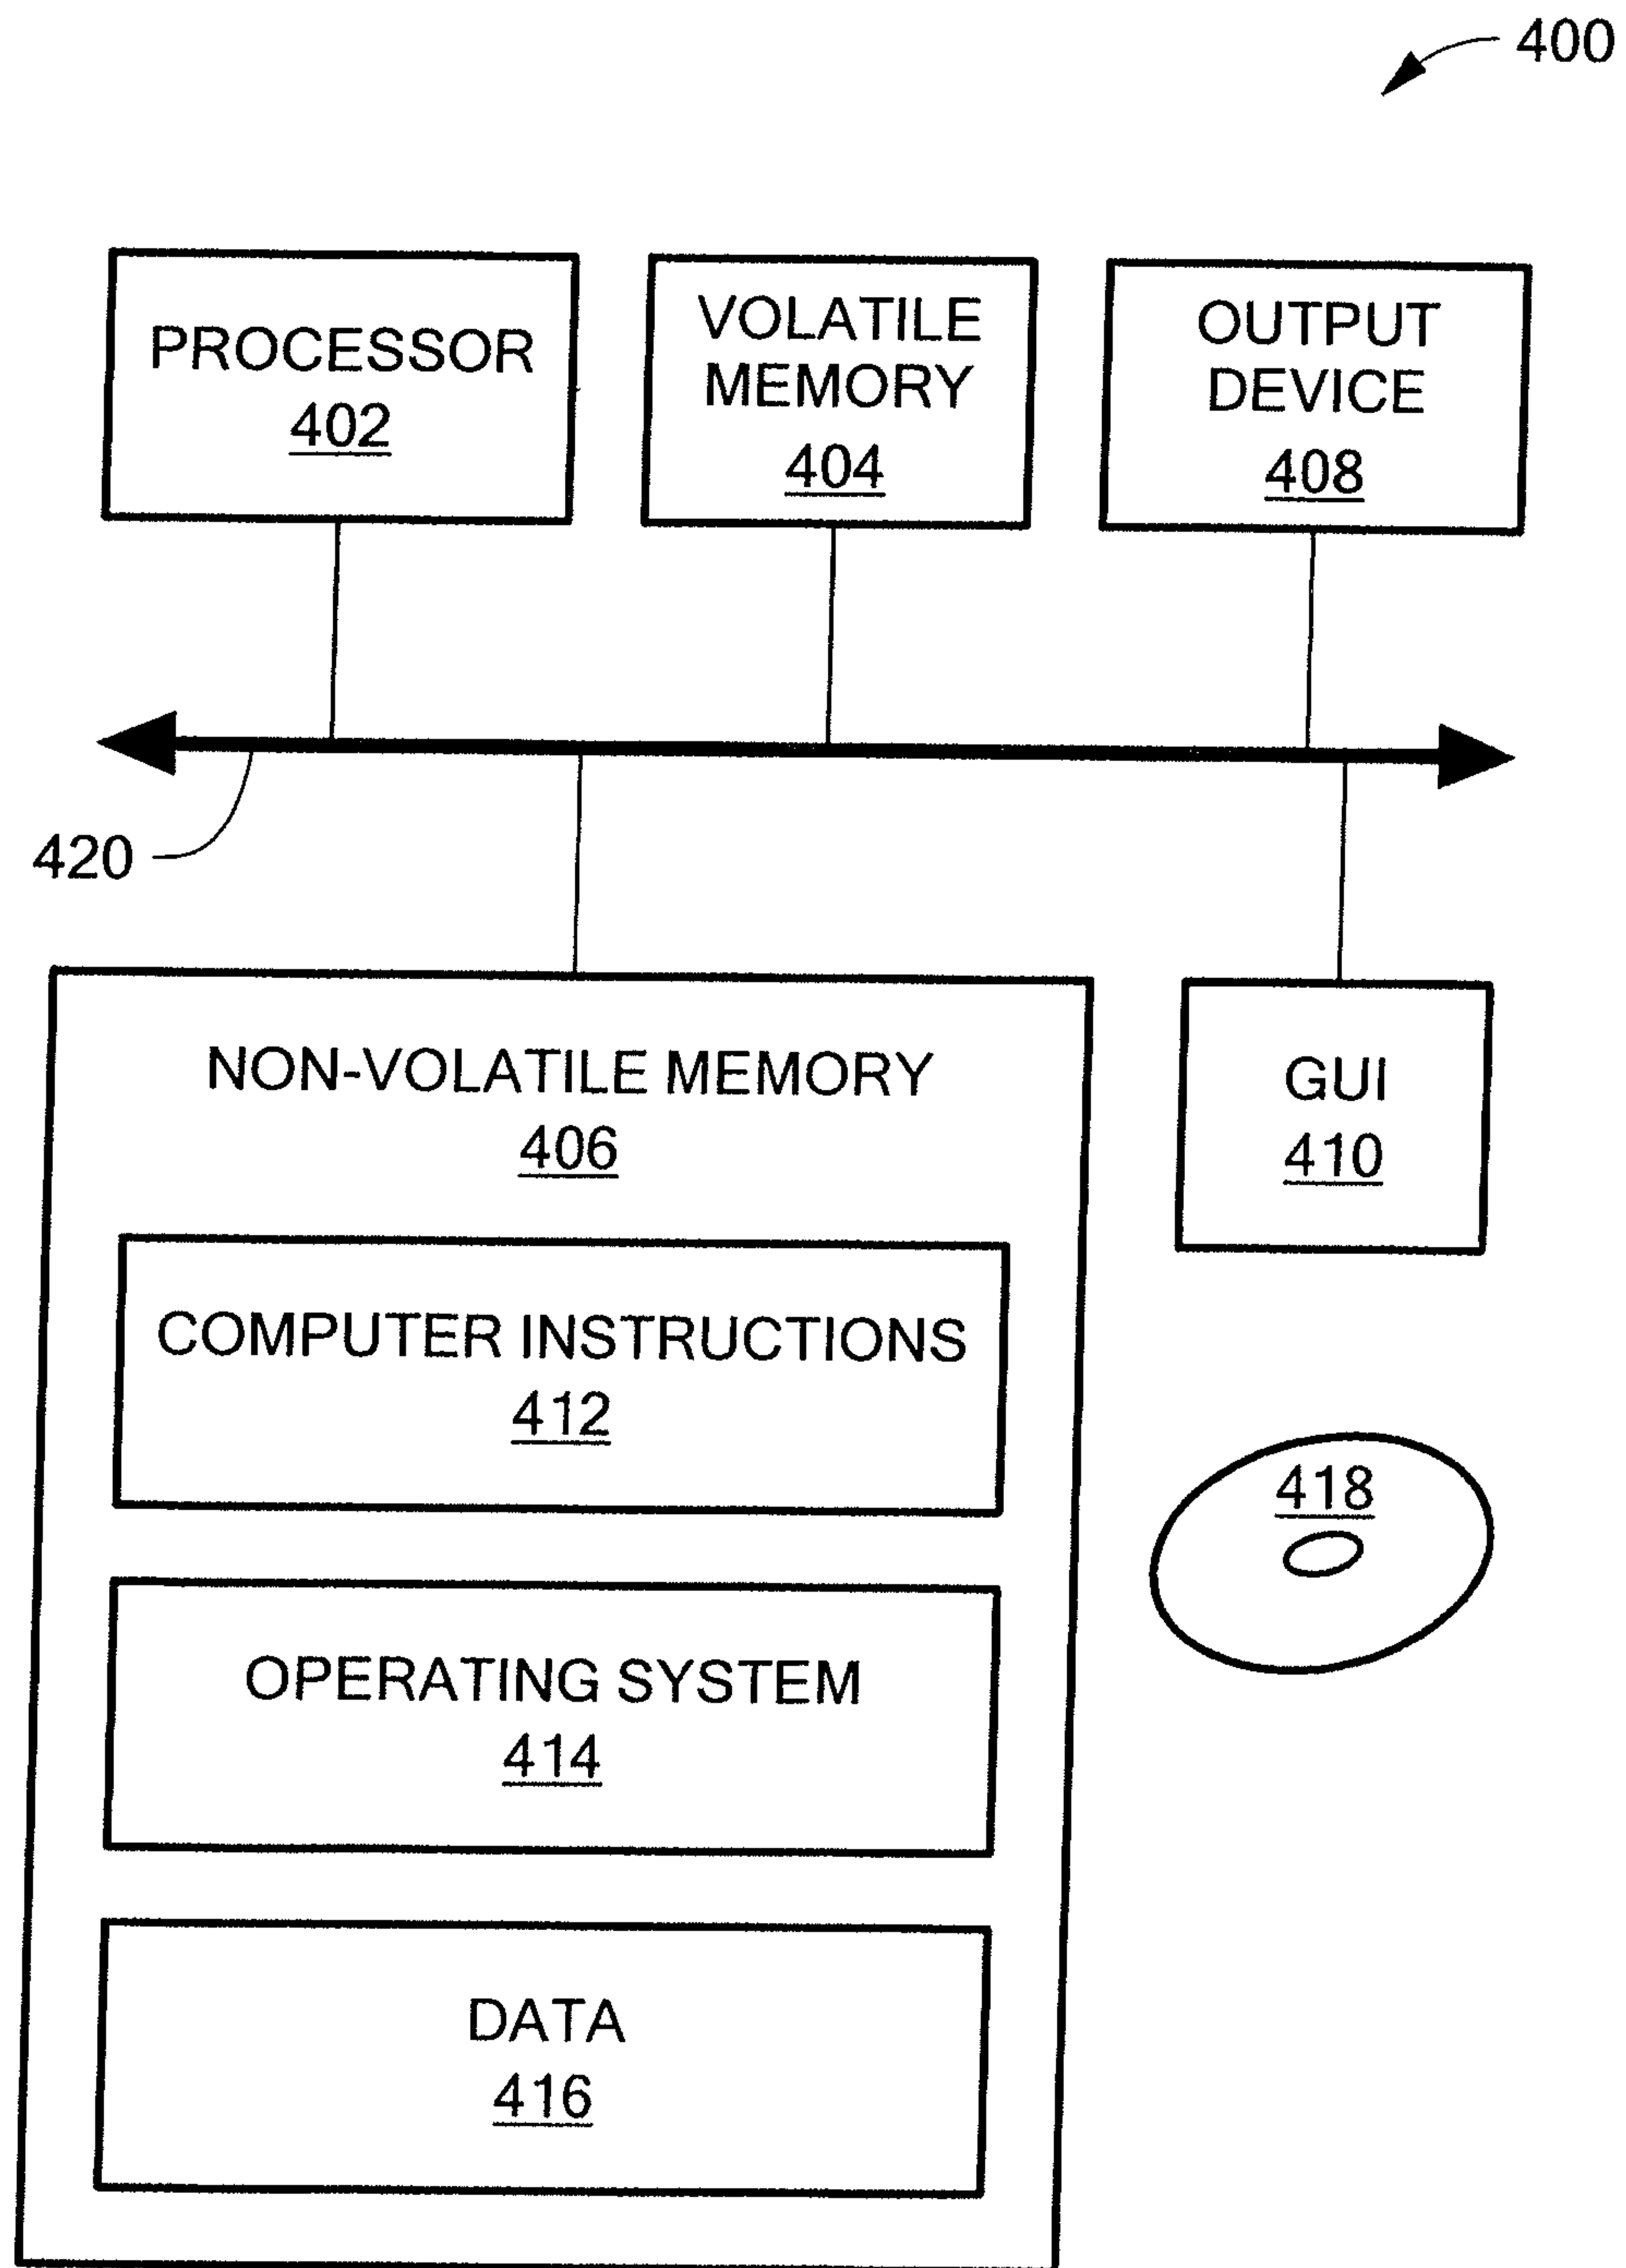 400
PROCESSOR
402
VOLATILE
MEMORY
404
OUTPUT
DEVICE
408
420
NON-VOLATILE MEMORY
406
GUI
410
COMPUTER INSTRUCTIONS
412
418
OPERATING SYSTEM
414
DATA
416